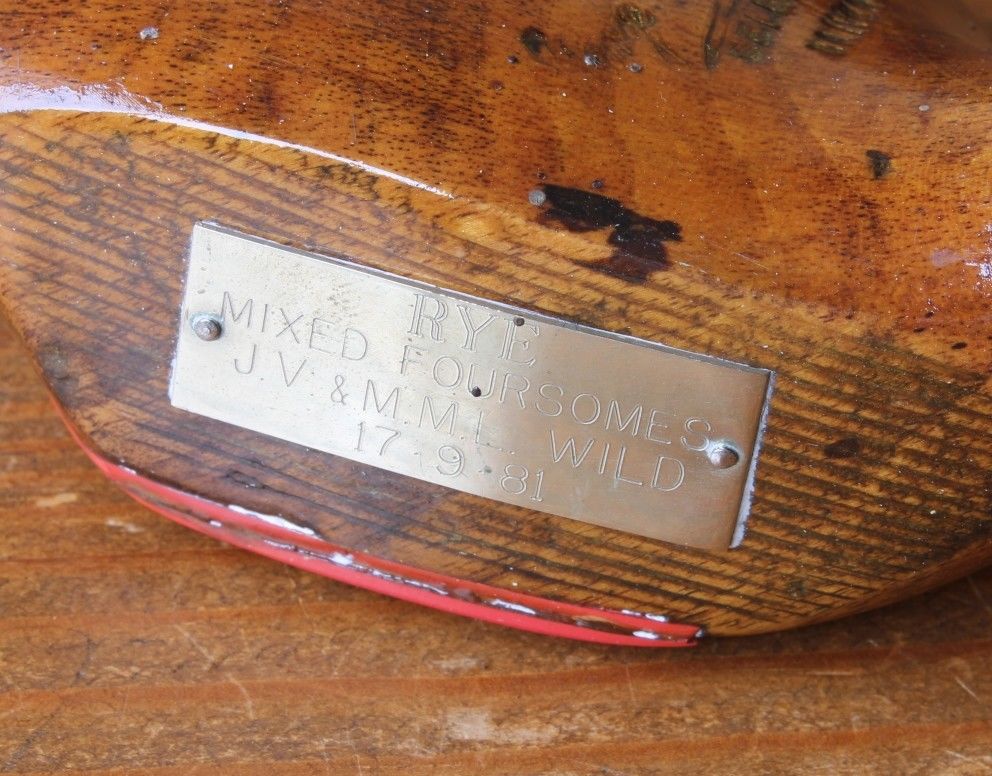 RYE
MIXED FOURSOMES
J.V. & M.M.L. WILD
17.9.81